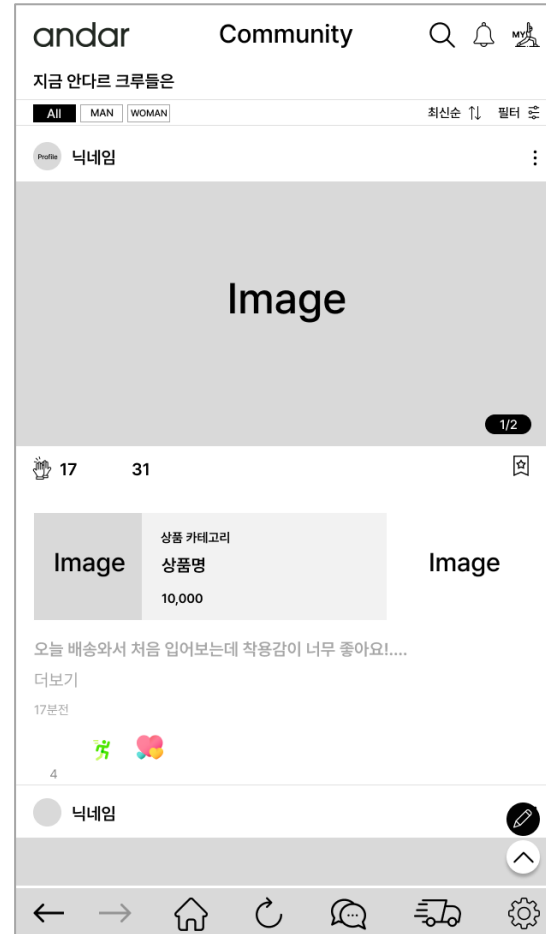 andar Community MY
지금 안다르 크루들은
All MAN WOMAN 최신순 필터
Profile 닉네임
Image
1/2
17 31
Image 상품 카테고리 Image
상품명
10,000
오늘 배송와서 처음 입어보는데 착용감이 너무 좋아요!....
더보기
17분전
4
닉네임